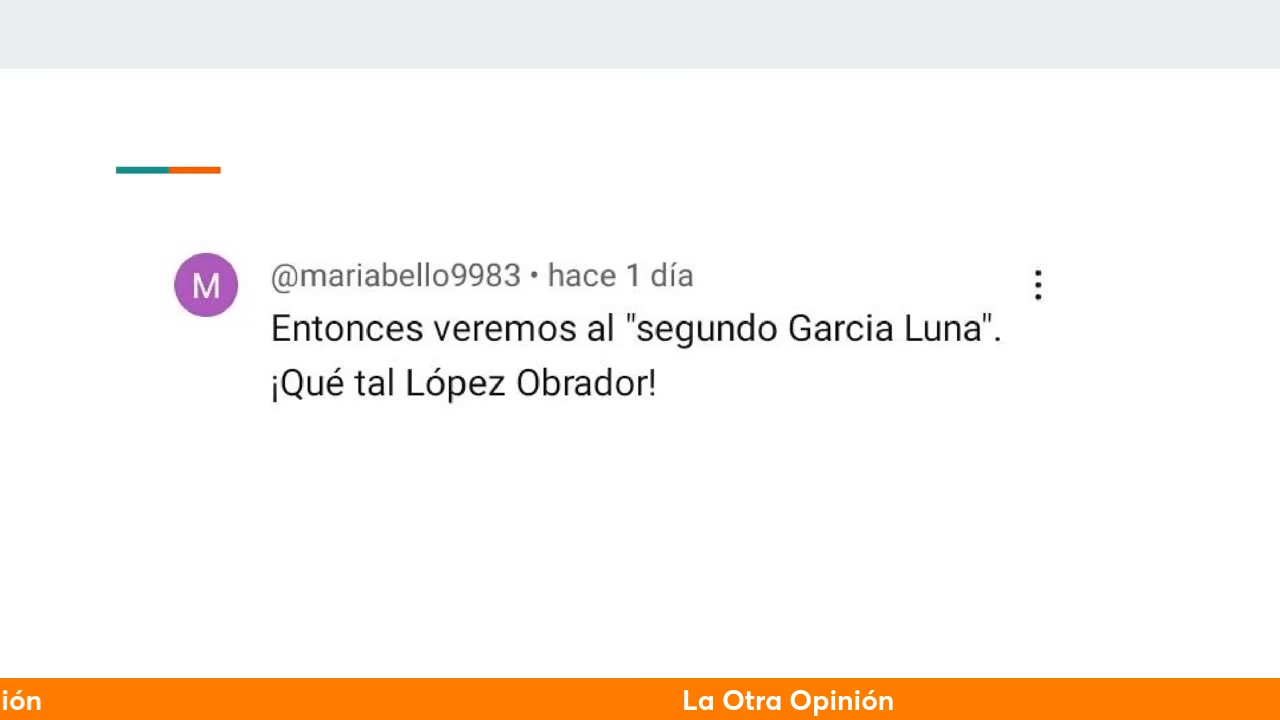 M
@mariabello9983 • hace 1 día
Entonces veremos al "segundo Garcia Luna".
¡Qué tal López Obrador!
ión
La Otra Opinión